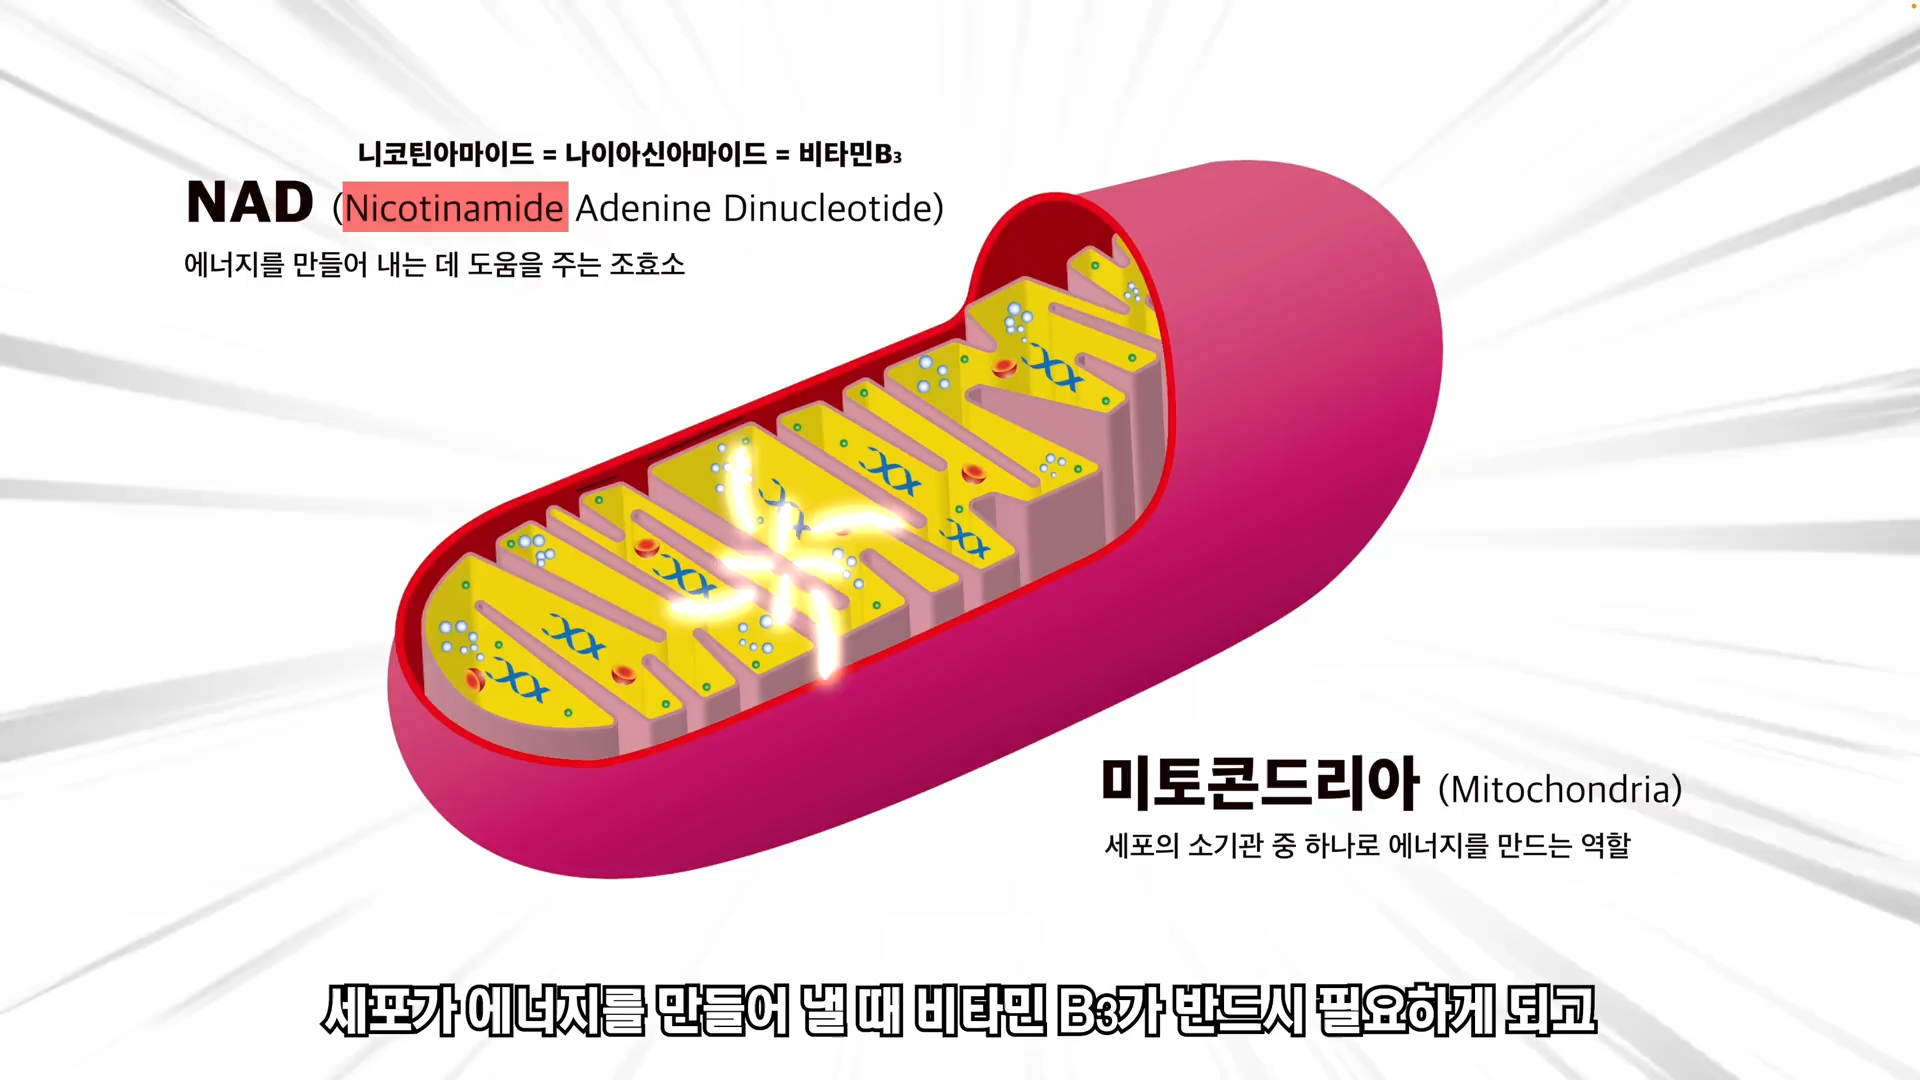 니코틴아마이드 = 나이아신아마이드 = 비타민B₃
NAD (Nicotinamide Adenine Dinucleotide)
에너지를 만들어 내는 데 도움을 주는 조효소
미토콘드리아 (Mitochondria)
세포의 소기관 중 하나로 에너지를 만드는 역할
세포가 에너지를 만들어 낼 때 비타민 B3가 반드시 필요하게 되고